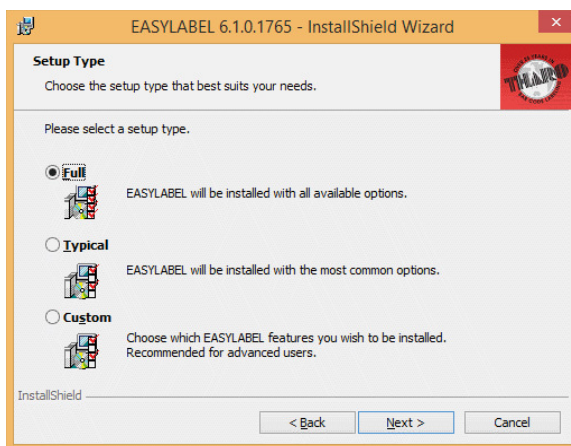 EASYLABEL 6.1.0.1765 - InstallShield Wizard
Setup Type
Choose the setup type that best suits your needs.
THARO
Please select a setup type.
Full
EASYLABEL will be installed with all available options.
Typical
EASYLABEL will be installed with the most common options.
Custom
Choose which EASYLABEL features you wish to be installed.
Recommended for advanced users.
InstallShield
< Back
Next >
Cancel